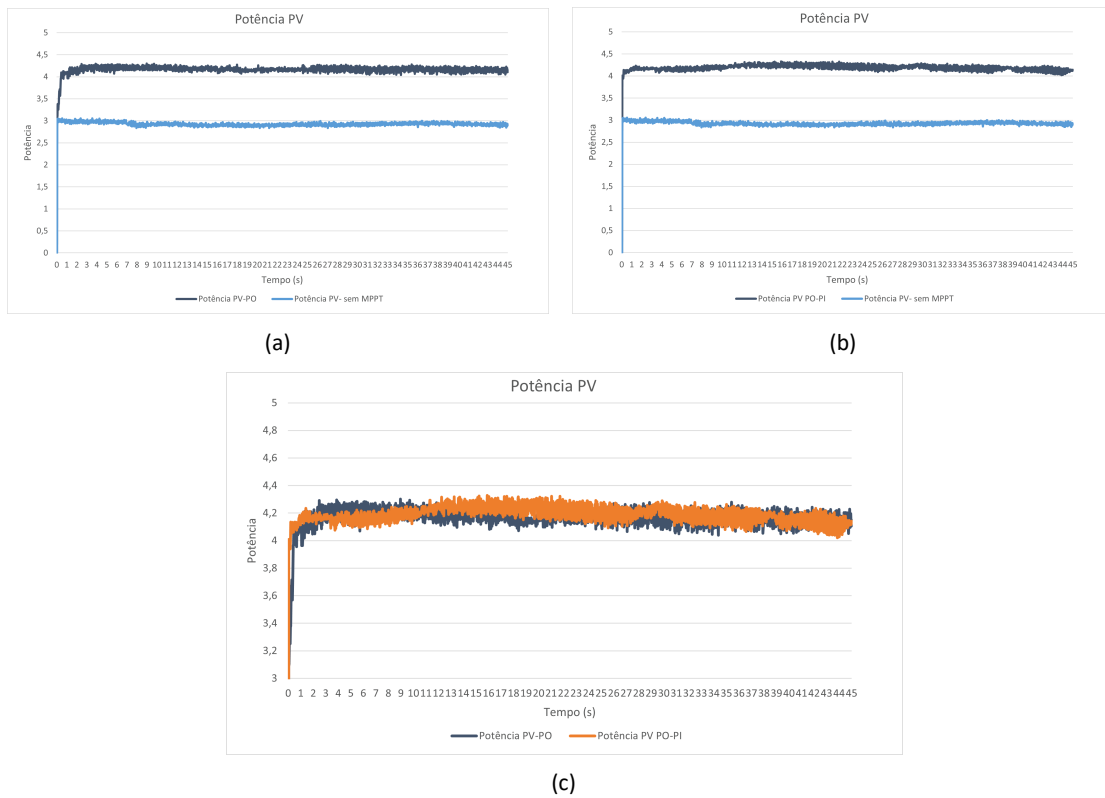 Potência PV
5
4,5
4
3,5
3
2,5
2
1,5
1
0,5
0
Potência
0 1 2 3 4 5 6 7 8 9 10 11 12 13 14 15 16 17 18 19 20 21 22 23 24 25 26 27 28 29 30 31 32 33 34 35 36 37 38 39 40 41 42 43 44 45
Tempo (s)
Potência PV-PO Potência PV- sem MPPT
(a)
Potência PV
5
4,5
4
3,5
3
2,5
2
1,5
1
0,5
0
Potência
0 1 2 3 4 5 6 7 8 9 10 11 12 13 14 15 16 17 18 19 20 21 22 23 24 25 26 27 28 29 30 31 32 33 34 35 36 37 38 39 40 41 42 43 44 45
Tempo (s)
Potência PV PO-PI Potência PV- sem MPPT
(b)
Potência PV
5
4,8
4,6
4,4
4,2
4
3,8
3,6
3,4
3,2
3
Potência
0 1 2 3 4 5 6 7 8 9 10 11 12 13 14 15 16 17 18 19 20 21 22 23 24 25 26 27 28 29 30 31 32 33 34 35 36 37 38 39 40 41 42 43 44 45
Tempo (s)
Potência PV-PO Potência PV PO-PI
(c)